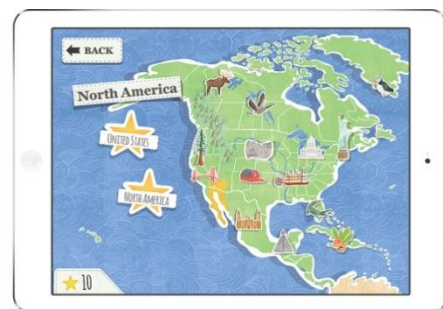 BACK
North America
UNITED STATES
NORTH AMERICA
10